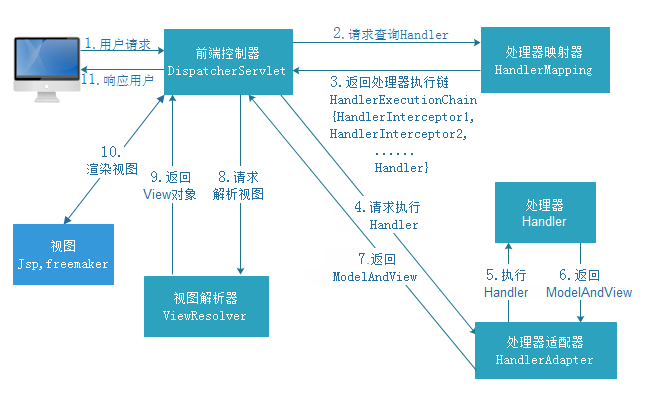 1.用户请求
11.响应用户
前端控制器
DispatcherServlet
2.请求查询Handler
处理器映射器
HandlerMapping
3.返回处理器执行链
HandlerExecutionChain
{HandlerInterceptor1,
HandlerInterceptor2,
......
Handler}
10.
渲染视图
9.返回
View对象
8.请求
解析视图
4.请求执行
Handler
处理器
Handler
视图
Jsp,freemaker
7.返回
ModelAndView
5.执行
Handler
6.返回
ModelAndView
视图解析器
ViewResolver
处理器适配器
HandlerAdapter